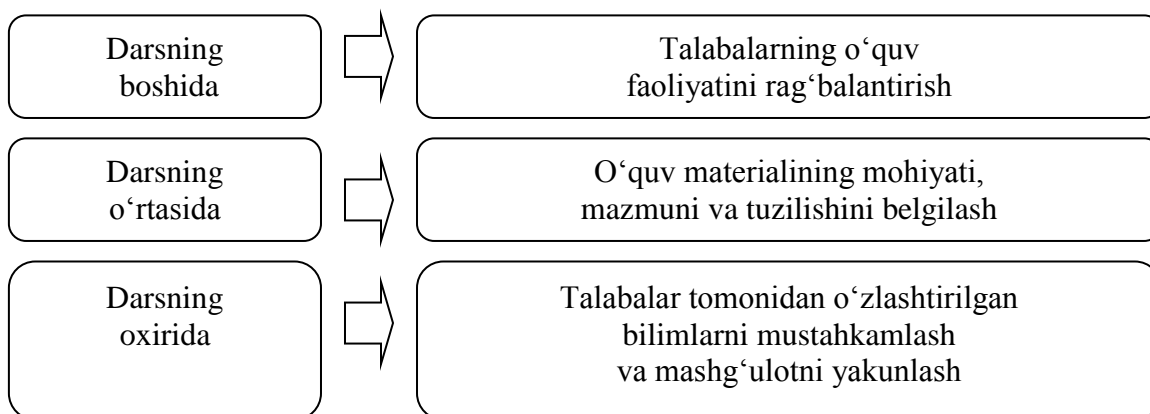 Darsning
boshida
Talabalarning o‘quv
faoliyatini rag‘balantirish
Darsning
o‘rtasida
O‘quv materialining mohiyati,
mazmuni va tuzilishini belgilash
Darsning
oxirida
Talabalar tomonidan o‘zlashtirilgan
bilimlarni mustahkamlash
va mashg‘ulotni yakunlash